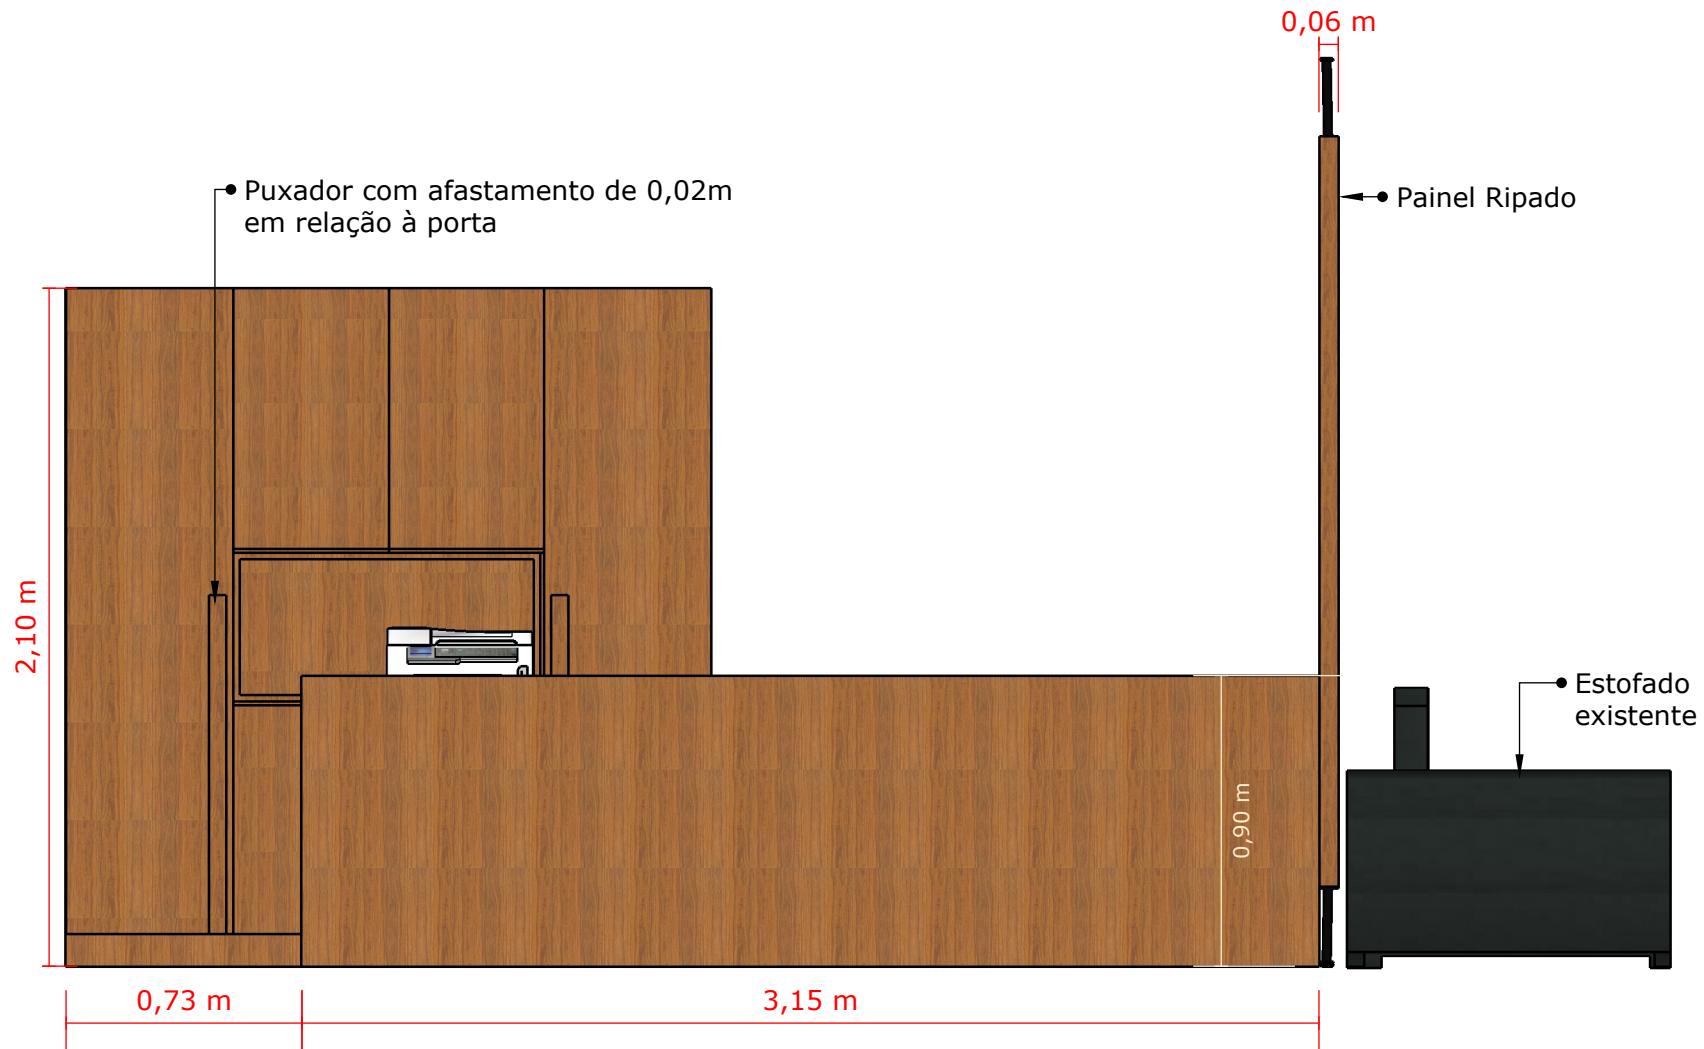 0,06 m
Puxador com afastamento de 0,02m
em relação à porta
Painel Ripado
2,10 m
Estofado
existente
0,90 m
0,73 m
3,15 m